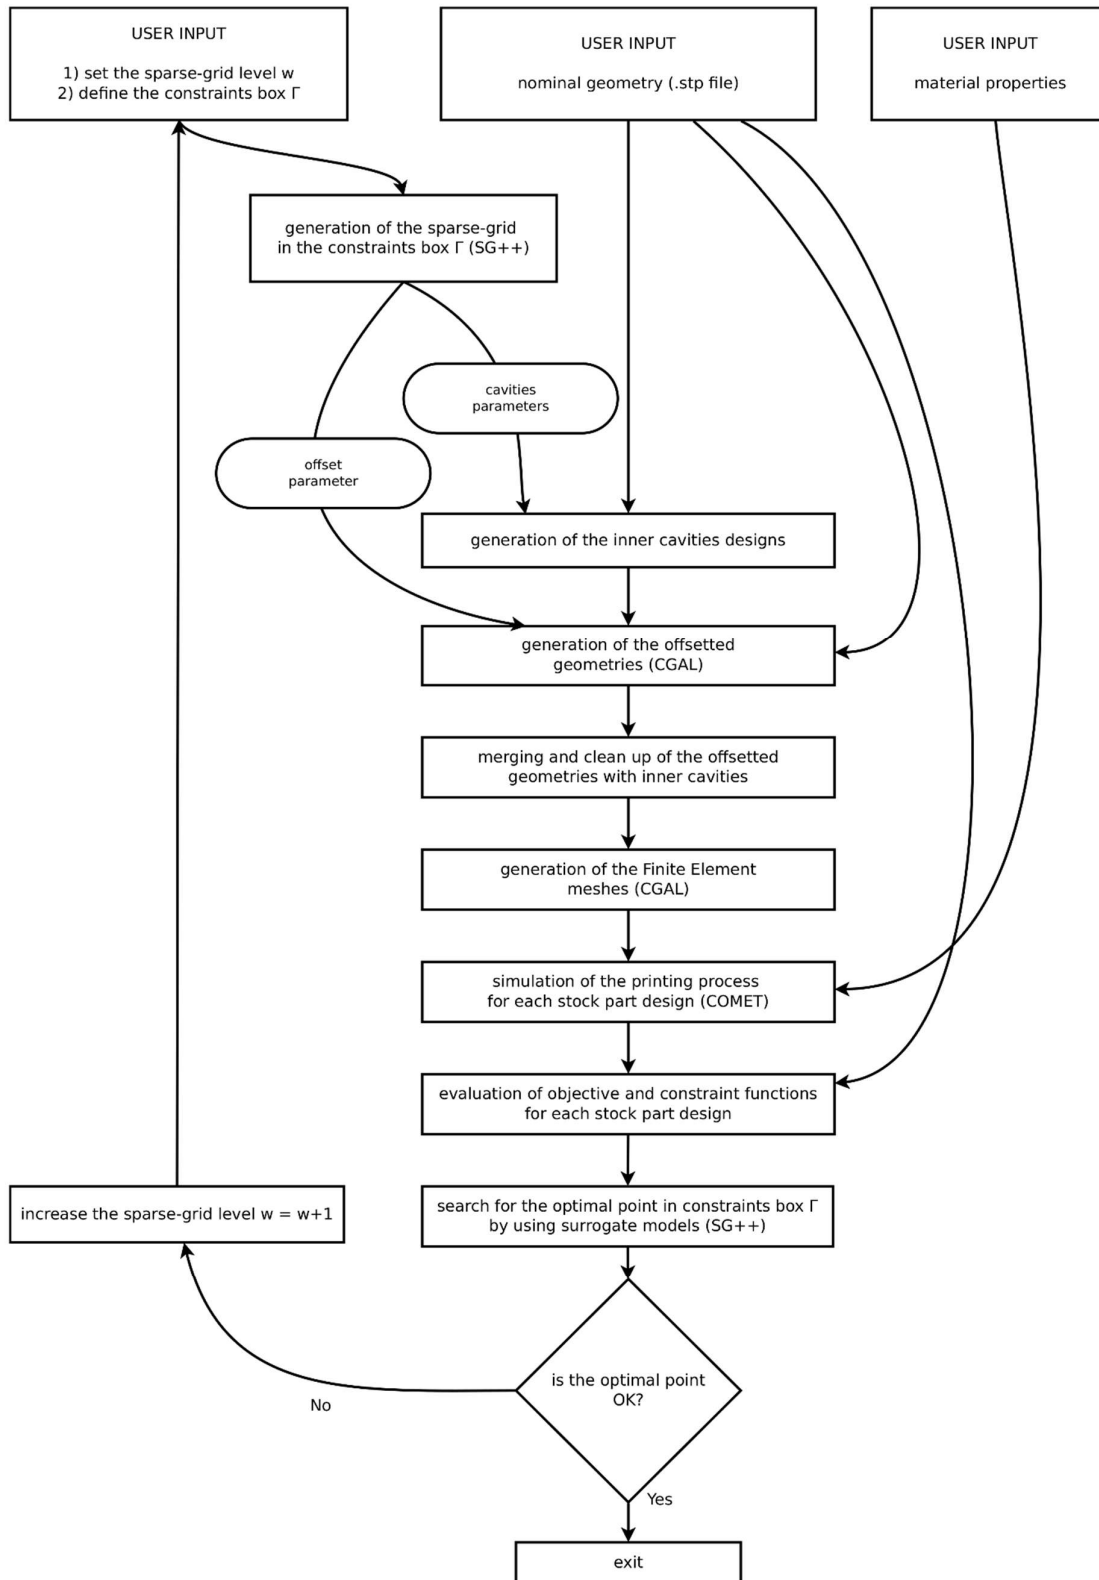 USER INPUT
1) set the sparse-grid level w
2) define the constraints box Γ
USER INPUT
nominal geometry (.stp file)
USER INPUT
material properties
generation of the sparse-grid
in the constraints box Γ (SG++)
cavities
parameters
offset
parameter
generation of the inner cavities designs
generation of the offsetted
geometries (CGAL)
merging and clean up of the offsetted
geometries with inner cavities
generation of the Finite Element
meshes (CGAL)
simulation of the printing process
for each stock part design (COMET)
evaluation of objective and constraint functions
for each stock part design
increase the sparse-grid level w = w+1
search for the optimal point in constraints box Γ
by using surrogate models (SG++)
is the optimal point
OK?
No
Yes
exit